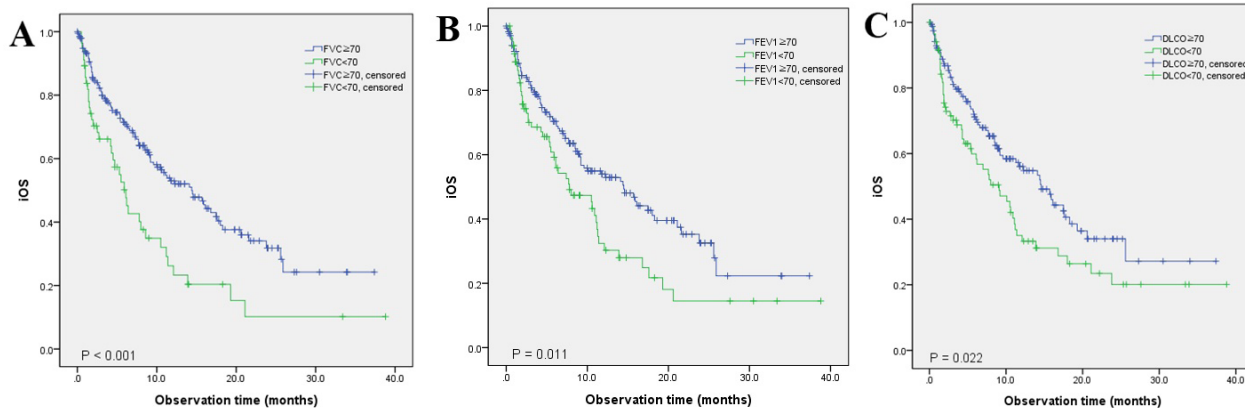 A
FVC≥70
FVC<70
FVC≥70, censored
FVC<70, censored
1.0
0.8
0.6
0.4
0.2
0.0
iOS
P < 0.001
.0 10.0 20.0 30.0 40.0
Observation time (months)
B
FEV1≥70
FEV1<70
FEV1≥70, censored
FEV1<70, censored
1.0
0.8
0.6
0.4
0.2
0.0
iOS
P = 0.011
.0 10.0 20.0 30.0 40.0
Observation time (months)
C
DLCO≥70
DLCO<70
DLCO≥70, censored
DLCO<70, censored
1.0
0.8
0.6
0.4
0.2
0.0
iOS
P = 0.022
.0 10.0 20.0 30.0 40.0
Observation time (months)